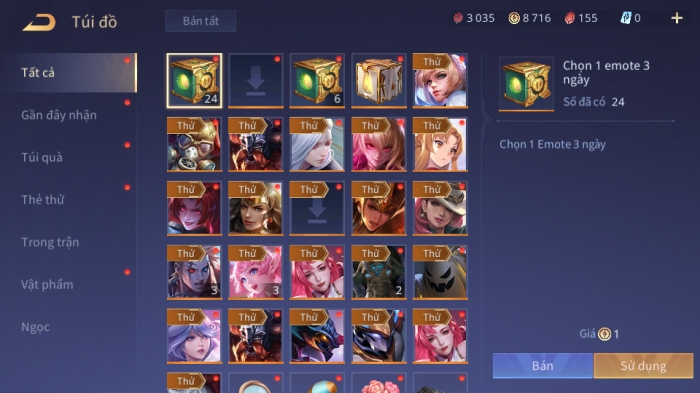 Túi đồ
Bán tất
3 035
8 716
155
0
Tất cả
Gần đây nhận
Túi quà
Thẻ thử
Trong trận
Vật phẩm
Ngọc
24
6
Thử
Thử
Thử
Thử
Thử
Thử
Thử
Thử
Thử
Thử
Thử
Thử
3
Thử
3
Thử
Thử
2
Thử
Thử
Thử
Thử
Thử
Thử
Thử
Chọn 1 emote 3
ngày
Số đã có 24
Chọn 1 Emote 3 ngày
Giá 1
Bán
Sử dụng